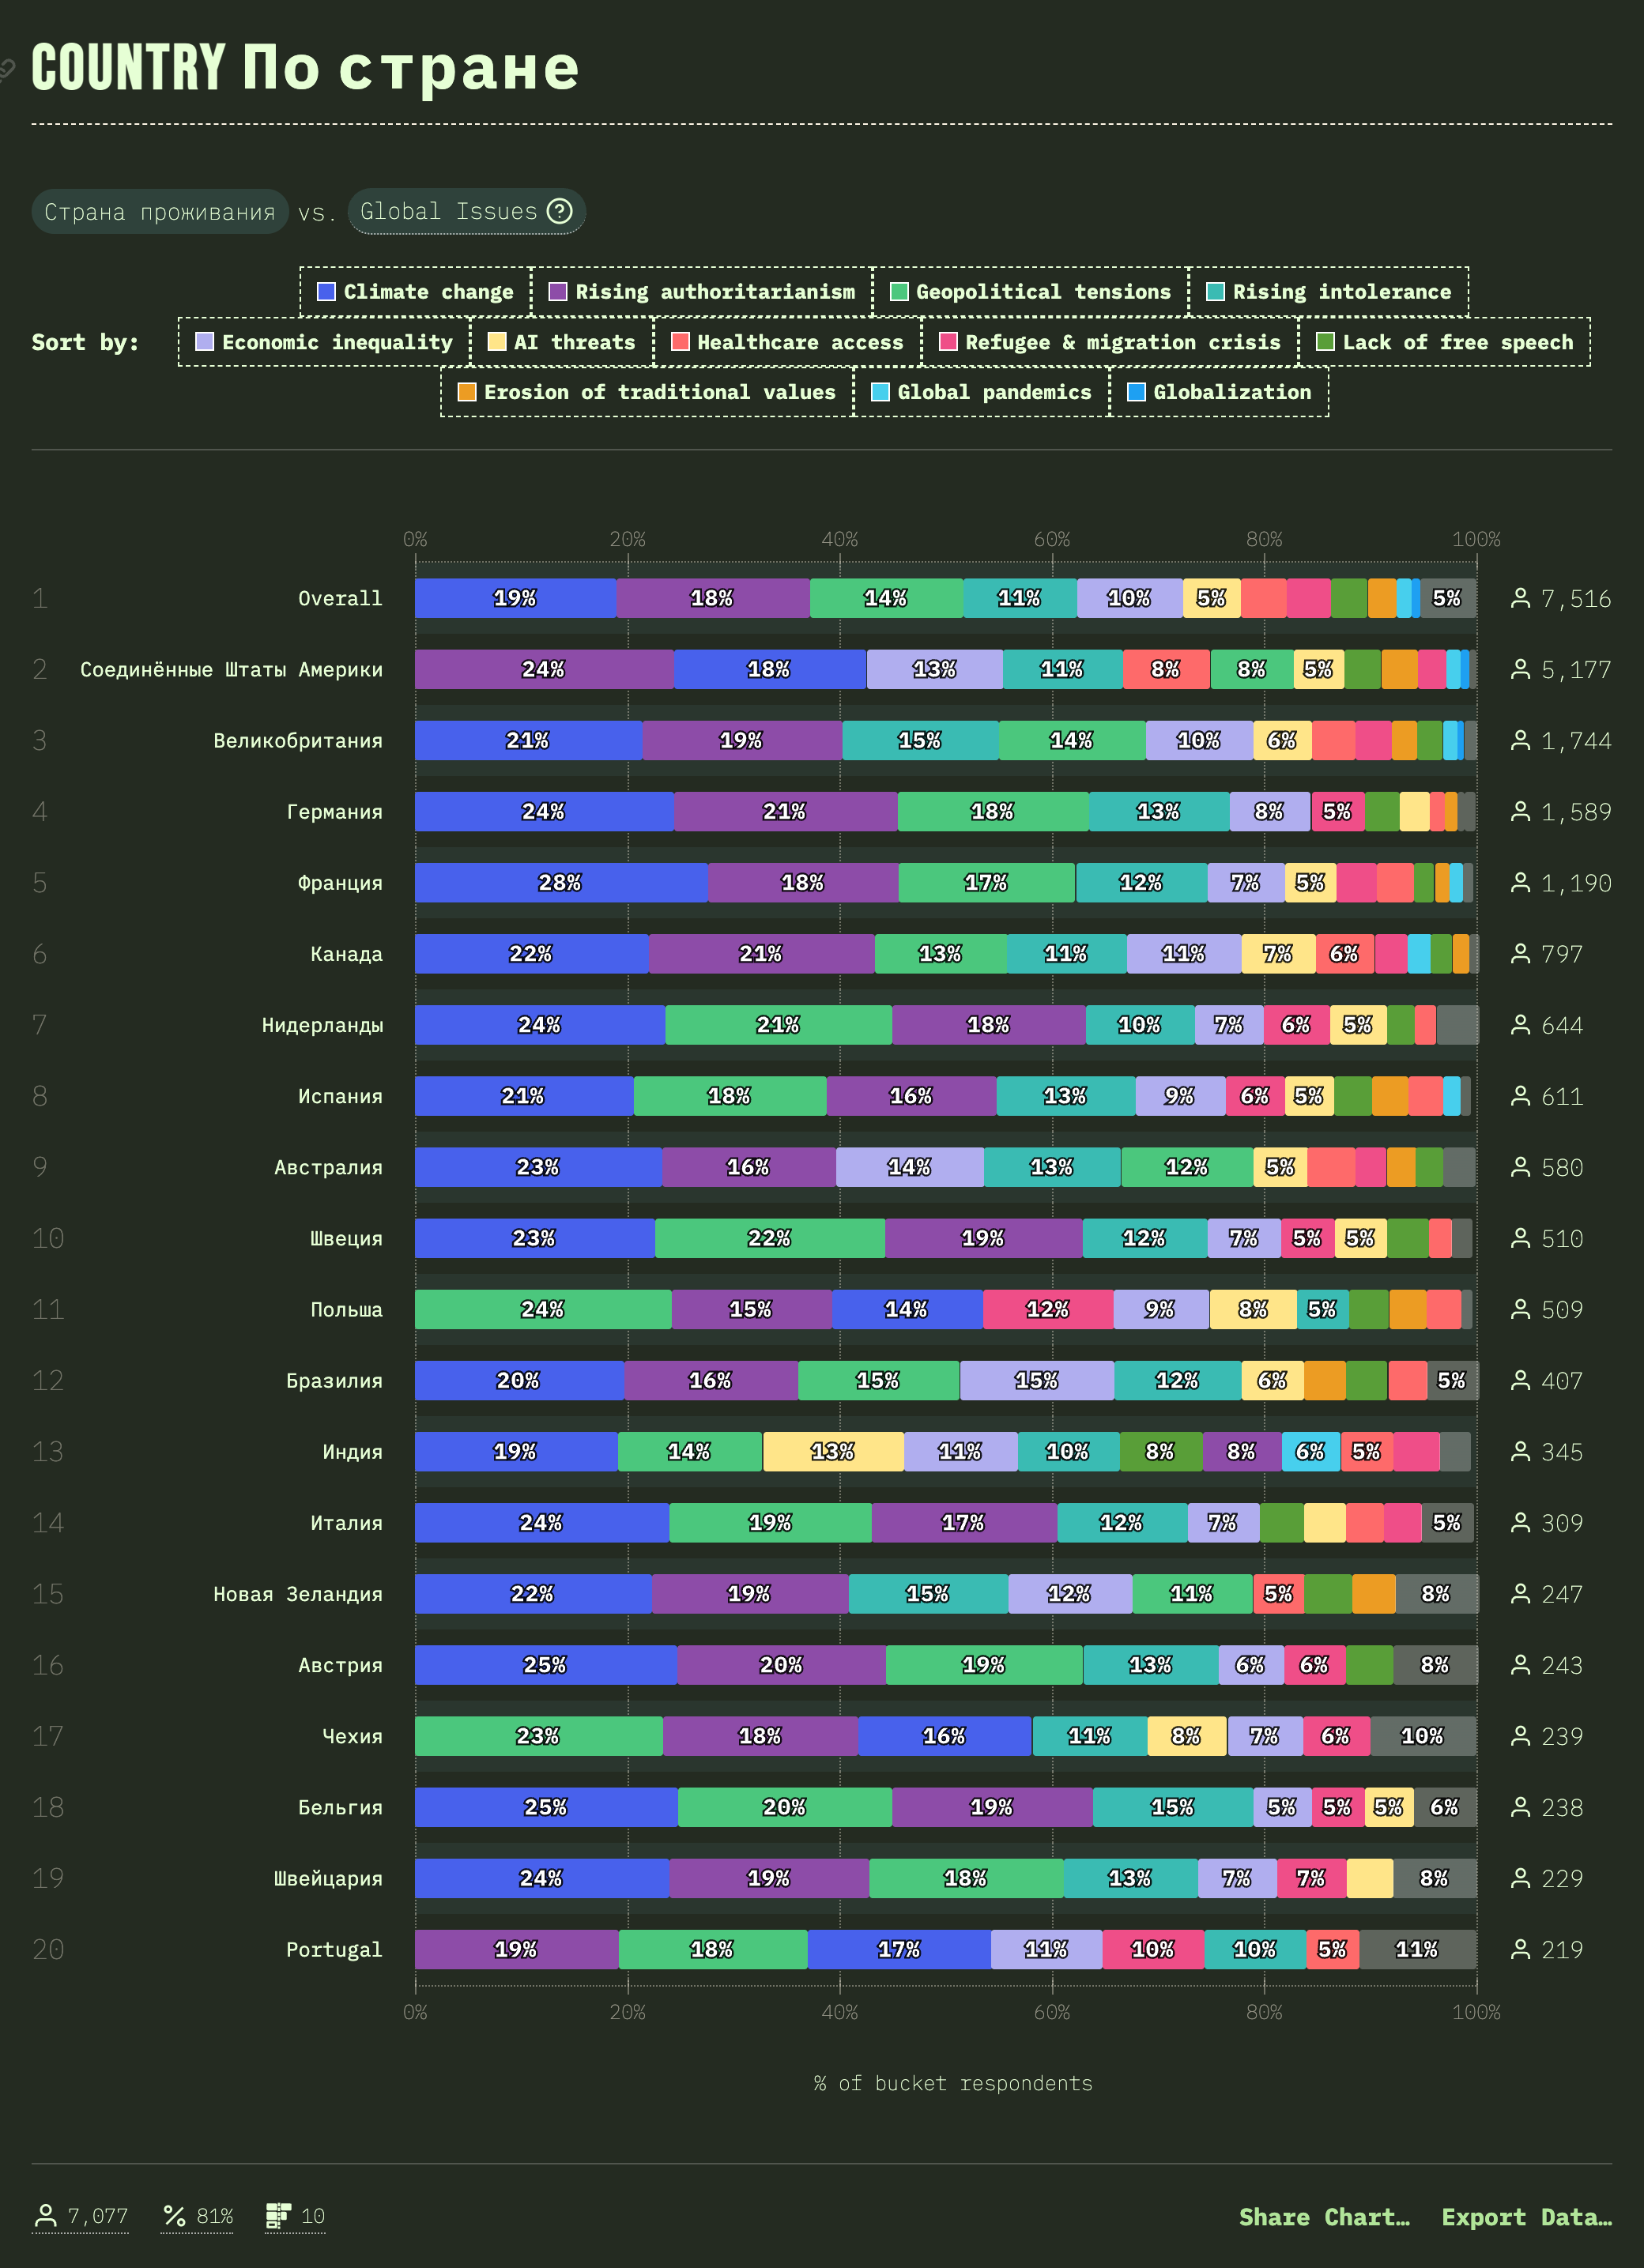 COUNTRY По стране
Страна проживания vs. Global Issues ?
Climate change Rising authoritarianism Geopolitical tensions Rising intolerance
Sort by: Economic inequality AI threats Healthcare access Refugee & migration crisis Lack of free speech
Erosion of traditional values Global pandemics Globalization
0% 20% 40% 60% 80% 100%
1 Overall 19% 18% 14% 11% 10% 5% 5% 7,516
2 Соединённые Штаты Америки 24% 18% 13% 11% 8% 8% 5% 5,177
3 Великобритания 21% 19% 15% 14% 10% 6% 1,744
4 Германия 24% 21% 18% 13% 8% 5% 1,589
5 Франция 28% 18% 17% 12% 7% 5% 1,190
6 Канада 22% 21% 13% 11% 11% 7% 6% 797
7 Нидерланды 24% 21% 18% 10% 7% 6% 5% 644
8 Испания 21% 18% 16% 13% 9% 6% 5% 611
9 Австралия 23% 16% 14% 13% 12% 5% 580
10 Швеция 23% 22% 19% 12% 7% 5% 5% 510
11 Польша 24% 15% 14% 12% 9% 8% 5% 509
12 Бразилия 20% 16% 15% 15% 12% 6% 5% 407
13 Индия 19% 14% 13% 11% 10% 8% 8% 6% 5% 345
14 Италия 24% 19% 17% 12% 7% 5% 309
15 Новая Зеландия 22% 19% 15% 12% 11% 5% 8% 247
16 Австрия 25% 20% 19% 13% 6% 6% 8% 243
17 Чехия 23% 18% 16% 11% 8% 7% 6% 10% 239
18 Бельгия 25% 20% 19% 15% 5% 5% 5% 6% 238
19 Швейцария 24% 19% 18% 13% 7% 7% 8% 229
20 Portugal 19% 18% 17% 11% 10% 10% 5% 11% 219
0% 20% 40% 60% 80% 100%
% of bucket respondents
7,077 81% 10 Share Chart… Export Data…